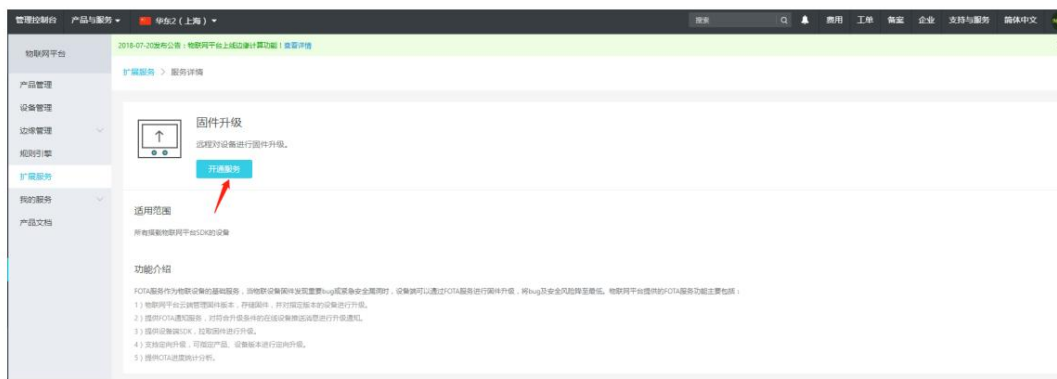 管理控制台 产品与服务 华东2（上海） 搜索 费用 工单 备案 企业 支持与服务 简体中文
物联网平台
2018-07-20发布公告：物联网平台上线边缘计算功能！查看详情
扩展服务 > 服务详情
产品管理
设备管理
边缘管理
规则引擎
扩展服务
我的服务
产品文档
固件升级
远程对设备进行固件升级。
开通服务
适用范围
所有搭载物联网平台SDK的设备
功能介绍
FOTA服务作为物联设备的基础服务，当物联设备固件发现重要bug或紧急安全漏洞时，设备端可以通过FOTA服务进行固件升级，将bug及安全风险降至最低。物联网平台提供的FOTA服务功能主要包括：
1）物联网平台云端管理固件版本，存储固件，并对指定版本的设备进行升级。
2）提供FOTA通知服务，对符合升级条件的在线设备推送消息进行升级通知。
3）提供设备端SDK，拉取固件进行升级。
4）支持定向升级，可指定产品、设备版本进行定向升级。
5）提供OTA进度统计分析。